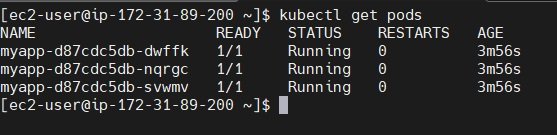 [ec2-user@ip-172-31-89-200 ~]$ kubectl get pods
NAME                    READY   STATUS    RESTARTS   AGE
myapp-d87cdc5db-dwffk   1/1     Running   0          3m56s
myapp-d87cdc5db-nqrgc   1/1     Running   0          3m56s
myapp-d87cdc5db-svwmv   1/1     Running   0          3m56s
[ec2-user@ip-172-31-89-200 ~]$